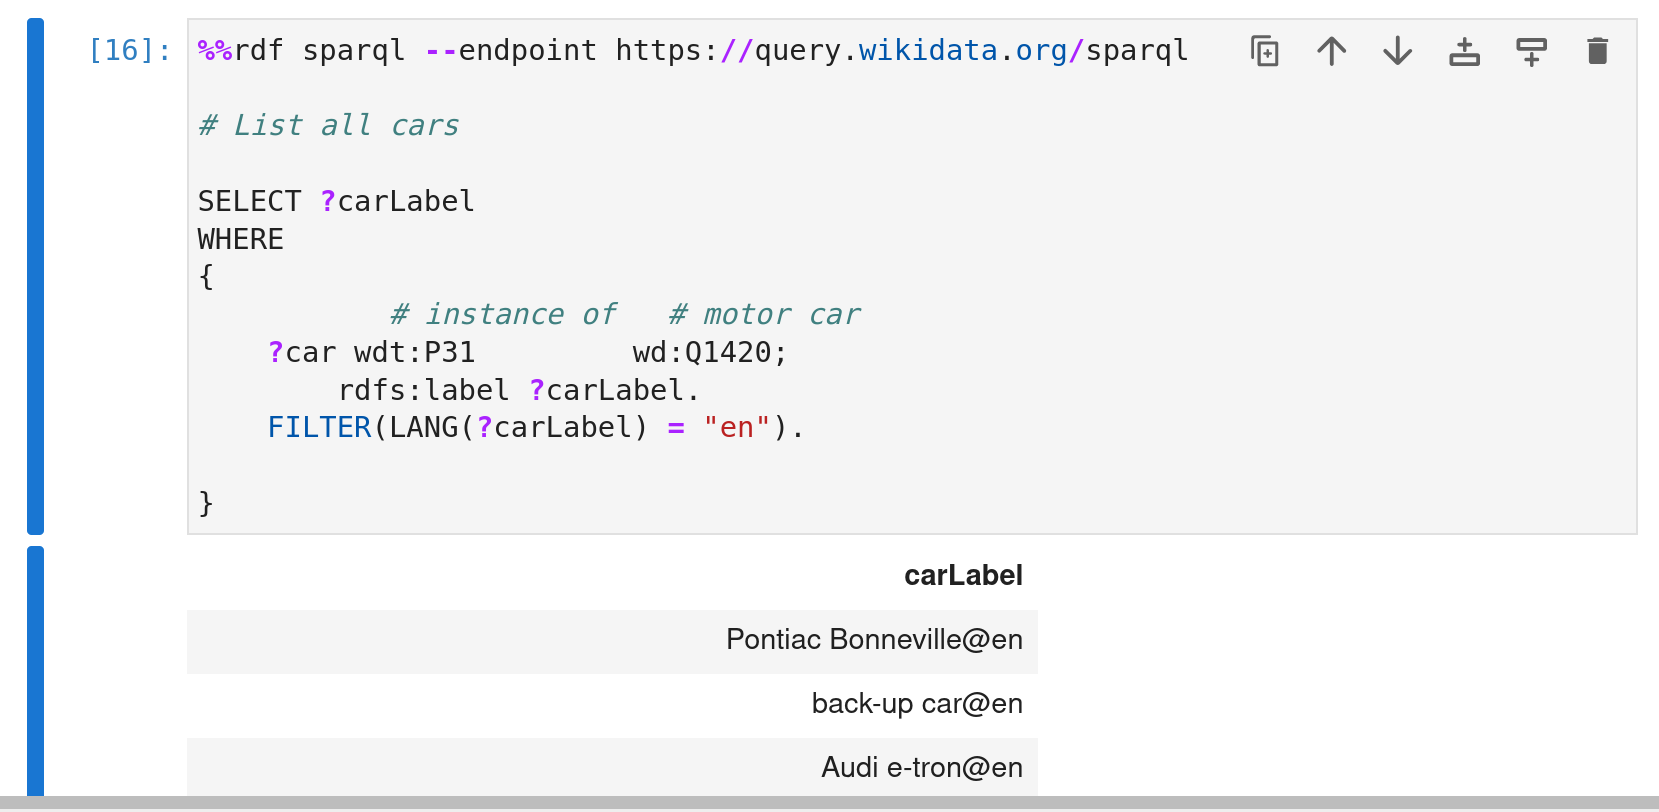 [16]: %%rdf sparql --endpoint https://query.wikidata.org/sparql
# List all cars
SELECT ?carLabel
WHERE
{
# instance of   # motor car
?car wdt:P31         wd:Q1420;
rdfs:label ?carLabel.
FILTER(LANG(?carLabel) = "en").
}
carLabel
Pontiac Bonneville@en
back-up car@en
Audi e-tron@en